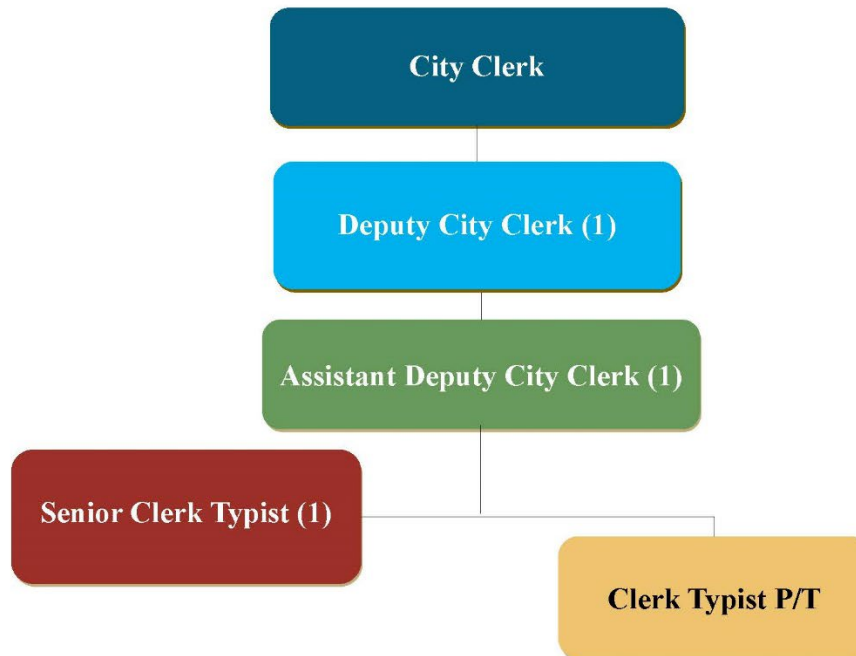 City Clerk
Deputy City Clerk (1)
Assistant Deputy City Clerk (1)
Senior Clerk Typist (1)
Clerk Typist P/T